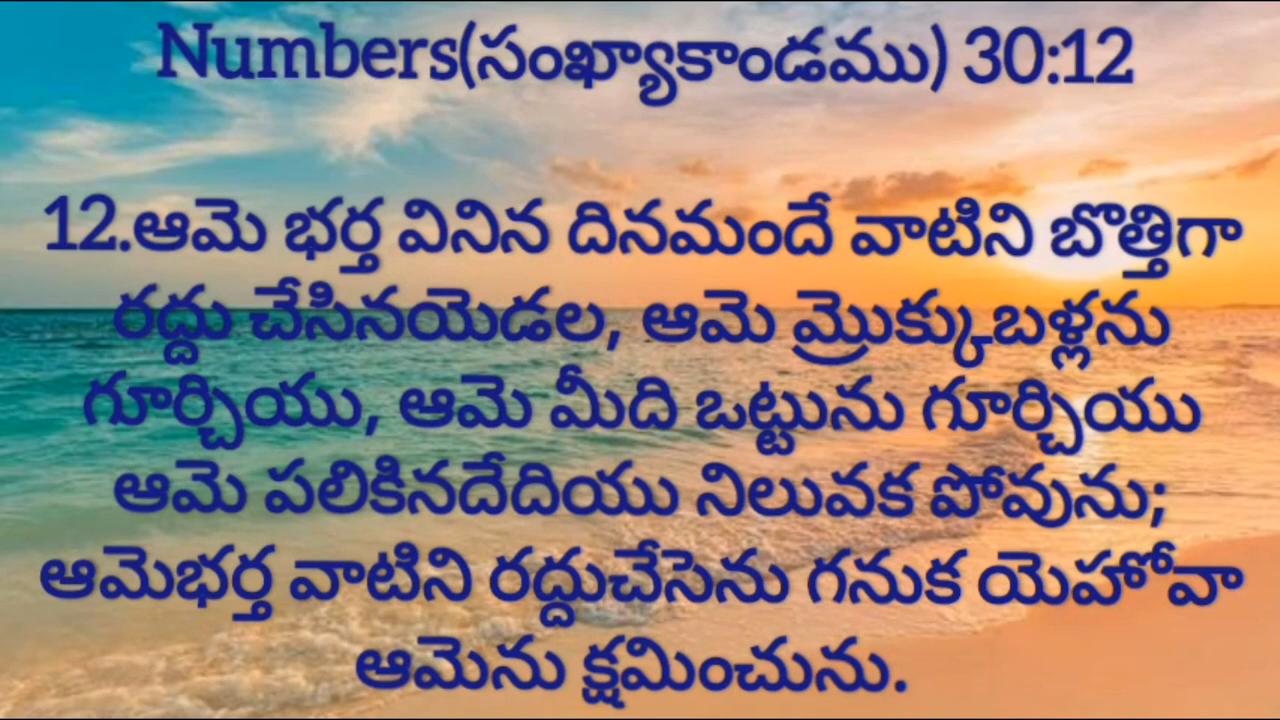 Numbers(సంఖ్యాకాండము) 30:12
12.ఆమె భర్త వినిన దినమందే వాటిని బొత్తిగా
రద్దు చేసినయెడల, ఆమె మ్రొక్కుబళ్లను
గూర్చియు, ఆమె మీది ఒట్టును గూర్చియు
ఆమె పలికినదేదియు నిలువక పోవును;
ఆమెభర్త వాటిని రద్దుచేసెను గనుక యెహోవా
ఆమెను క్షమించును.